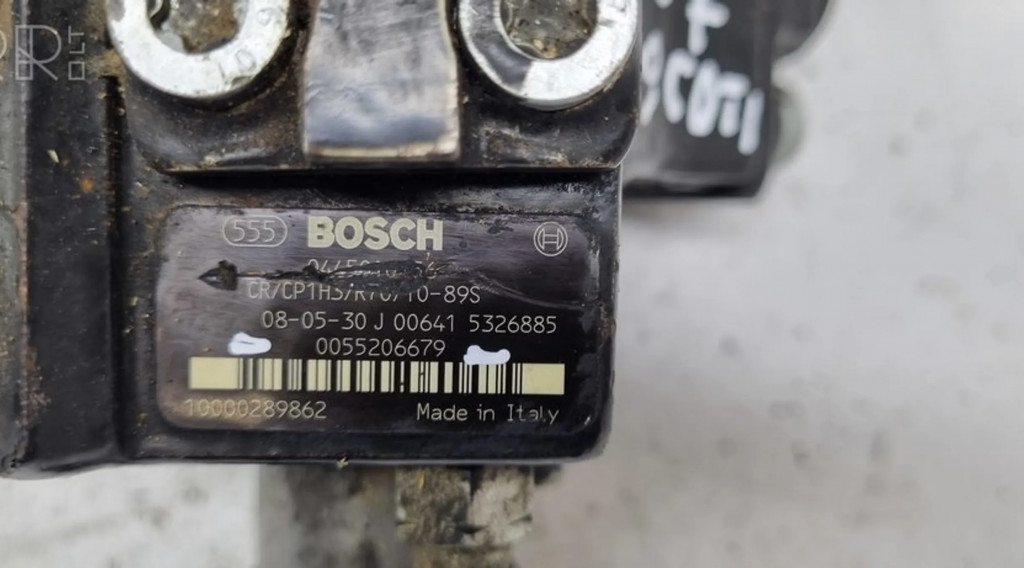 555 BOSCH
CR/CP1H3/R70/10-89S
08-05-30 J 00641 5326885
0055206679
10000289862
Made in Italy